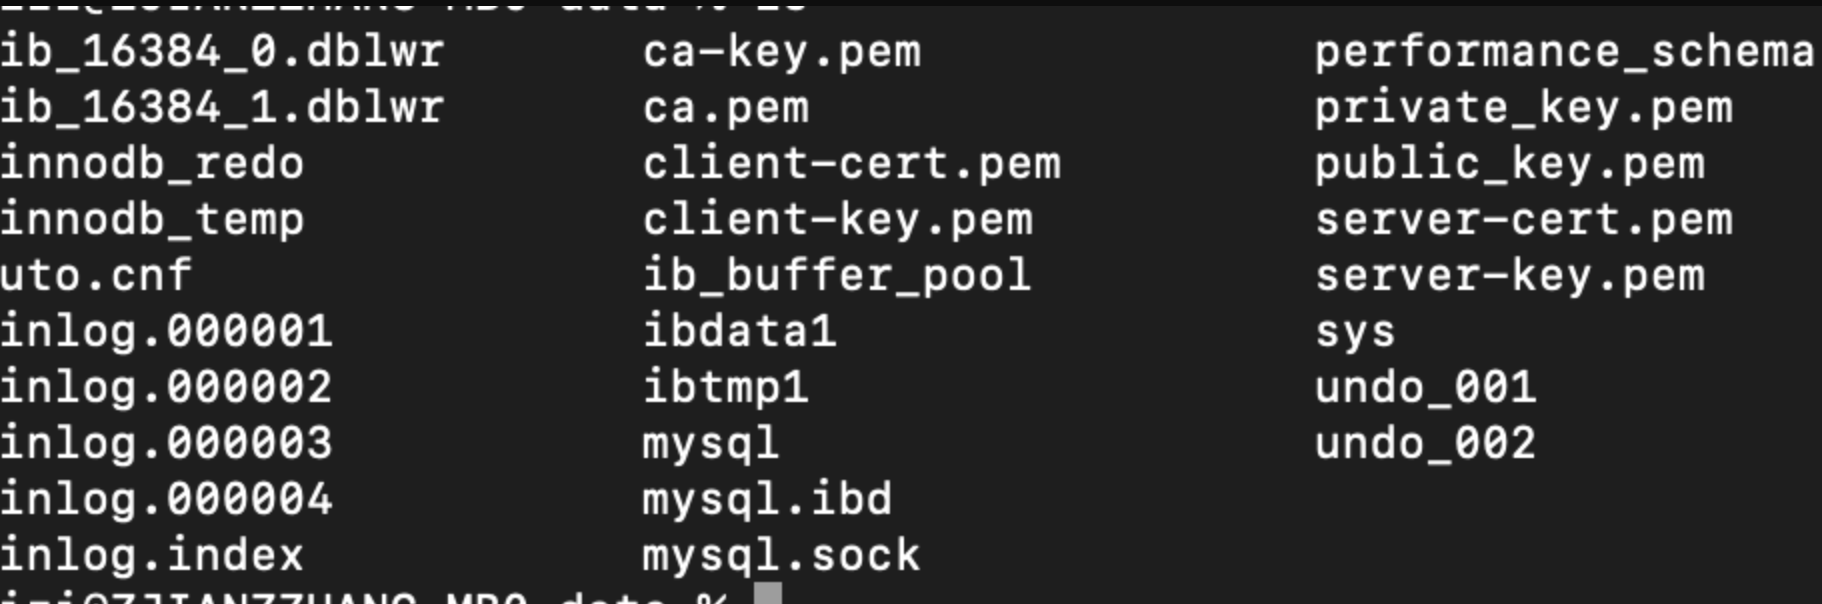 ib_16384_0.dblwr ca-key.pem performance_schema
ib_16384_1.dblwr ca.pem private_key.pem
innodb_redo client-cert.pem public_key.pem
innodb_temp client-key.pem server-cert.pem
uto.cnf ib_buffer_pool server-key.pem
inlog.000001 ibdata1 sys
inlog.000002 ibtmp1 undo_001
inlog.000003 mysql undo_002
inlog.000004 mysql.ibd
inlog.index mysql.sock
data %